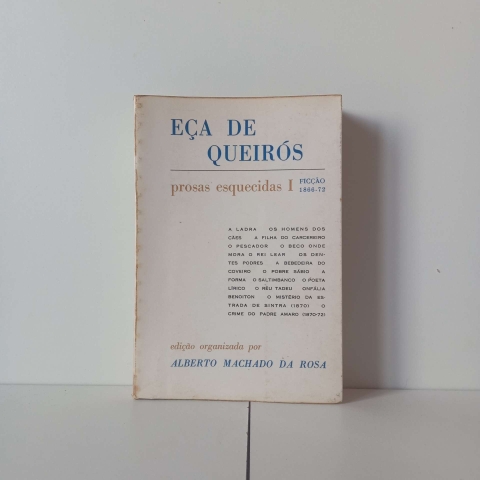 EÇA DE
QUEIRÓS
prosas esquecidas I FICÇÃO
1866-72
A LADRA OS HOMENS DOS
CÃES A FILHA DO CARCEREIRO
O PESCADOR O BECO ONDE
MORA O REI LEAR OS DEN-
TES PODRES A BEBEDEIRA DO
COVEIRO O POBRE SÁBIO A
FORMA O SALTIMBANCO O POETA
LÍRICO O RÉU TADEU ONFÁLIA
BENOITON O MISTÉRIO DA ES-
TRADA DE SINTRA (1870) O
CRIME DO PADRE AMARO (1870-72)
edição organizada por
ALBERTO MACHADO DA ROSA